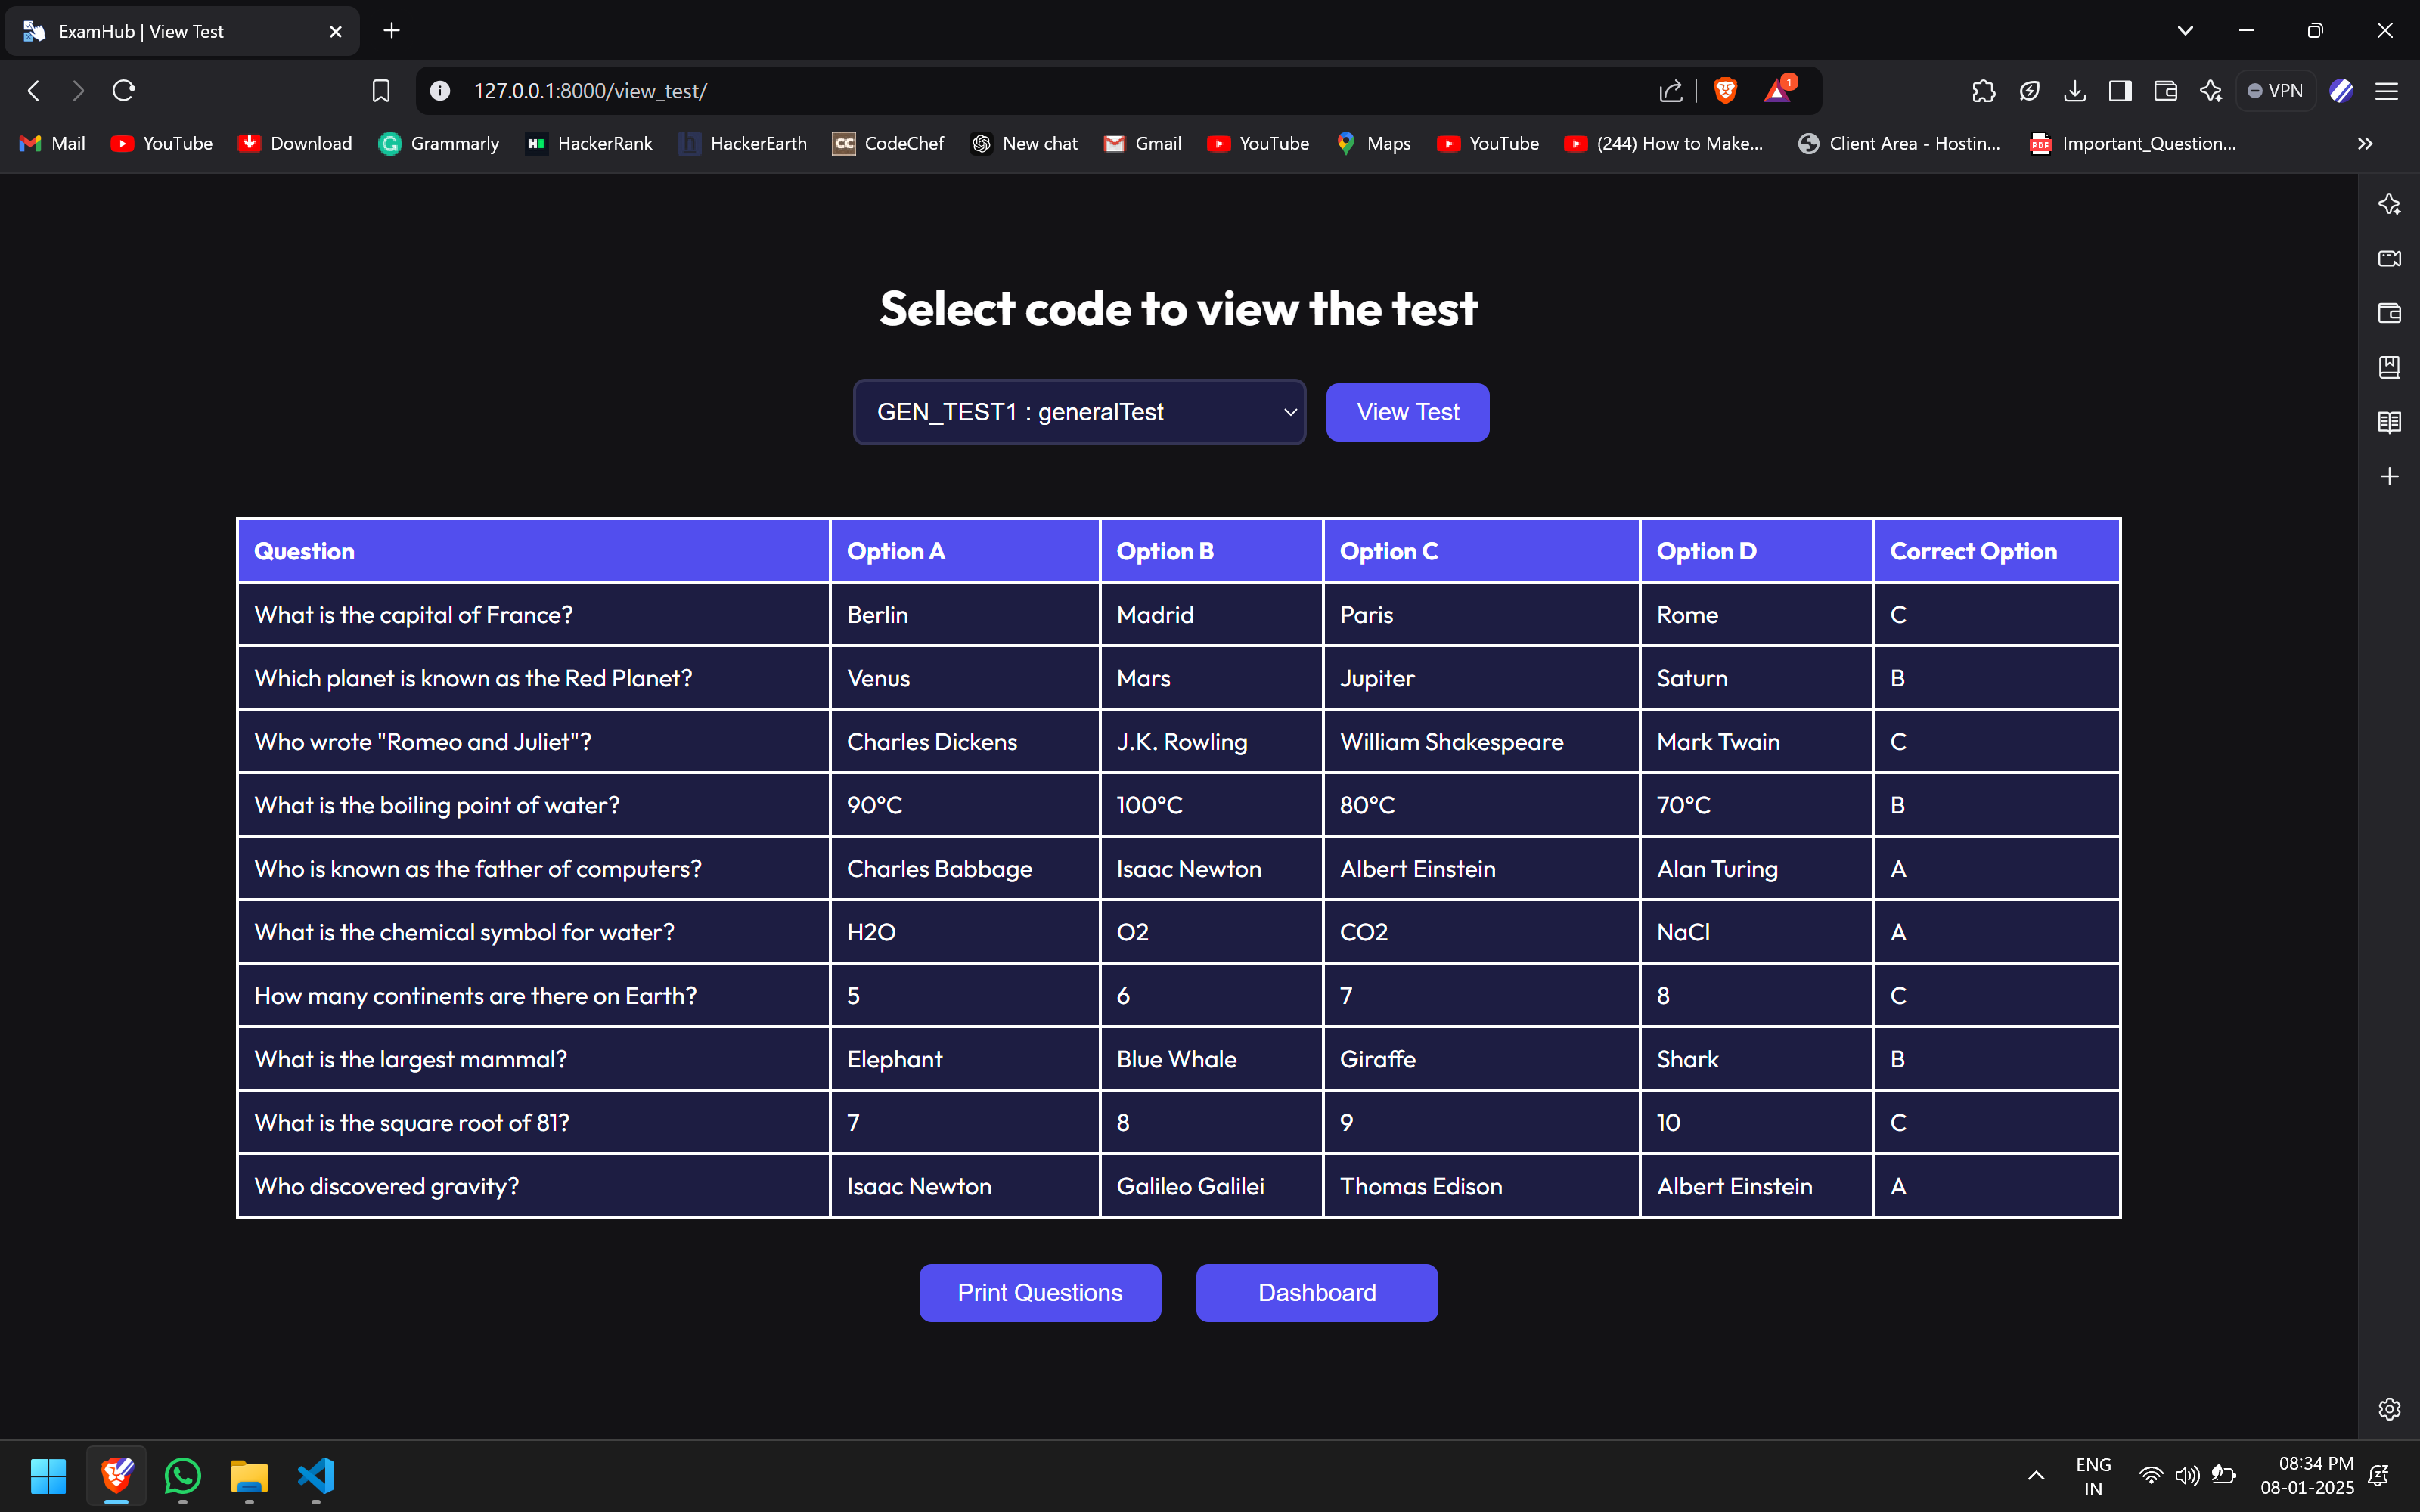 ExamHub | View Test
127.0.0.1:8000/view_test/
1
VPN
Mail
YouTube
Download
Grammarly
HackerRank
HackerEarth
CodeChef
New chat
Gmail
YouTube
Maps
YouTube
(244) How to Make...
Client Area - Hostin...
Important_Question...
Select code to view the test
GEN_TEST1 : generalTest
View Test
Question Option A Option B Option C Option D Correct Option
What is the capital of France? Berlin Madrid Paris Rome C
Which planet is known as the Red Planet? Venus Mars Jupiter Saturn B
Who wrote "Romeo and Juliet"? Charles Dickens J.K. Rowling William Shakespeare Mark Twain C
What is the boiling point of water? 90°C 100°C 80°C 70°C B
Who is known as the father of computers? Charles Babbage Isaac Newton Albert Einstein Alan Turing A
What is the chemical symbol for water? H2O O2 CO2 NaCl A
How many continents are there on Earth? 5 6 7 8 C
What is the largest mammal? Elephant Blue Whale Giraffe Shark B
What is the square root of 81? 7 8 9 10 C
Who discovered gravity? Isaac Newton Galileo Galilei Thomas Edison Albert Einstein A
Print Questions
Dashboard
ENG
IN
08:34 PM
08-01-2025